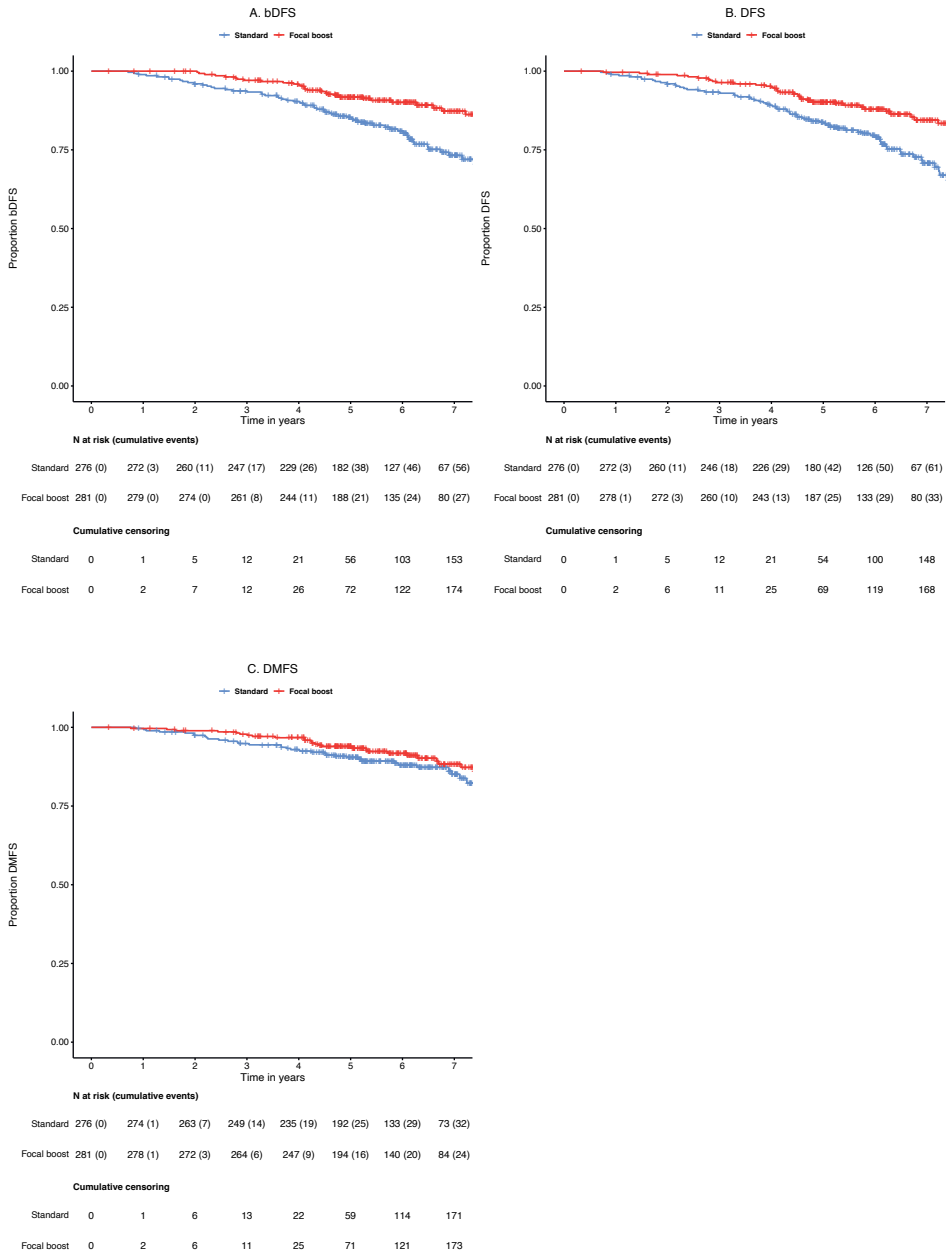 A. bDFS
Standard Focal boost
1.00
0.75
0.50
0.25
0.00
Proportion bDFS
0 1 2 3 4 5 6 7
Time in years
N at risk (cumulative events)
Standard 276 (0) 272 (3) 260 (11) 247 (17) 229 (26) 182 (38) 127 (46) 67 (56)
Focal boost 281 (0) 279 (0) 274 (0) 261 (8) 244 (11) 188 (21) 135 (24) 80 (27)
Cumulative censoring
Standard 0 1 5 12 21 56 103 153
Focal boost 0 2 7 12 26 72 122 174
B. DFS
Standard Focal boost
1.00
0.75
0.50
0.25
0.00
Proportion DFS
0 1 2 3 4 5 6 7
Time in years
N at risk (cumulative events)
Standard 276 (0) 272 (3) 260 (11) 246 (18) 226 (29) 180 (42) 126 (50) 67 (61)
Focal boost 281 (0) 278 (1) 272 (3) 260 (10) 243 (13) 187 (25) 133 (29) 80 (33)
Cumulative censoring
Standard 0 1 5 12 21 54 100 148
Focal boost 0 2 6 11 25 69 119 168
C. DMFS
Standard Focal boost
1.00
0.75
0.50
0.25
0.00
Proportion DMFS
0 1 2 3 4 5 6 7
Time in years
N at risk (cumulative events)
Standard 276 (0) 274 (1) 263 (7) 249 (14) 235 (19) 192 (25) 133 (29) 73 (32)
Focal boost 281 (0) 278 (1) 272 (3) 264 (6) 247 (9) 194 (16) 140 (20) 84 (24)
Cumulative censoring
Standard 0 1 6 13 22 59 114 171
Focal boost 0 2 6 11 25 71 121 173